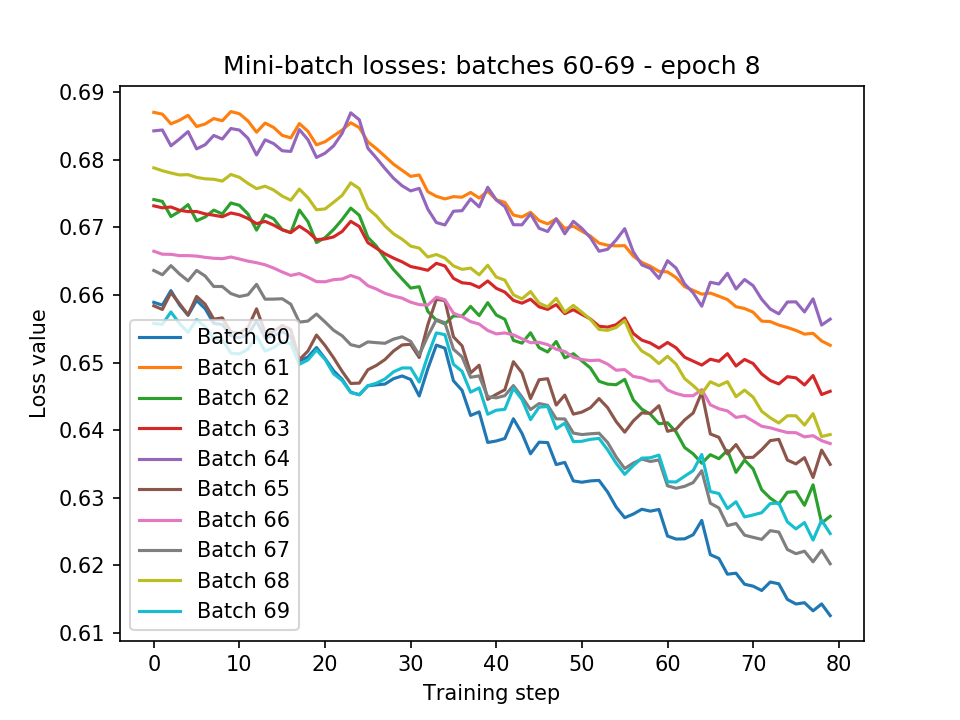 Mini-batch losses: batches 60-69 - epoch 8
0.69
0.68
0.67
0.66
0.65
0.64
0.63
0.62
0.61
Loss value
Batch 60
Batch 61
Batch 62
Batch 63
Batch 64
Batch 65
Batch 66
Batch 67
Batch 68
Batch 69
0 10 20 30 40 50 60 70 80
Training step